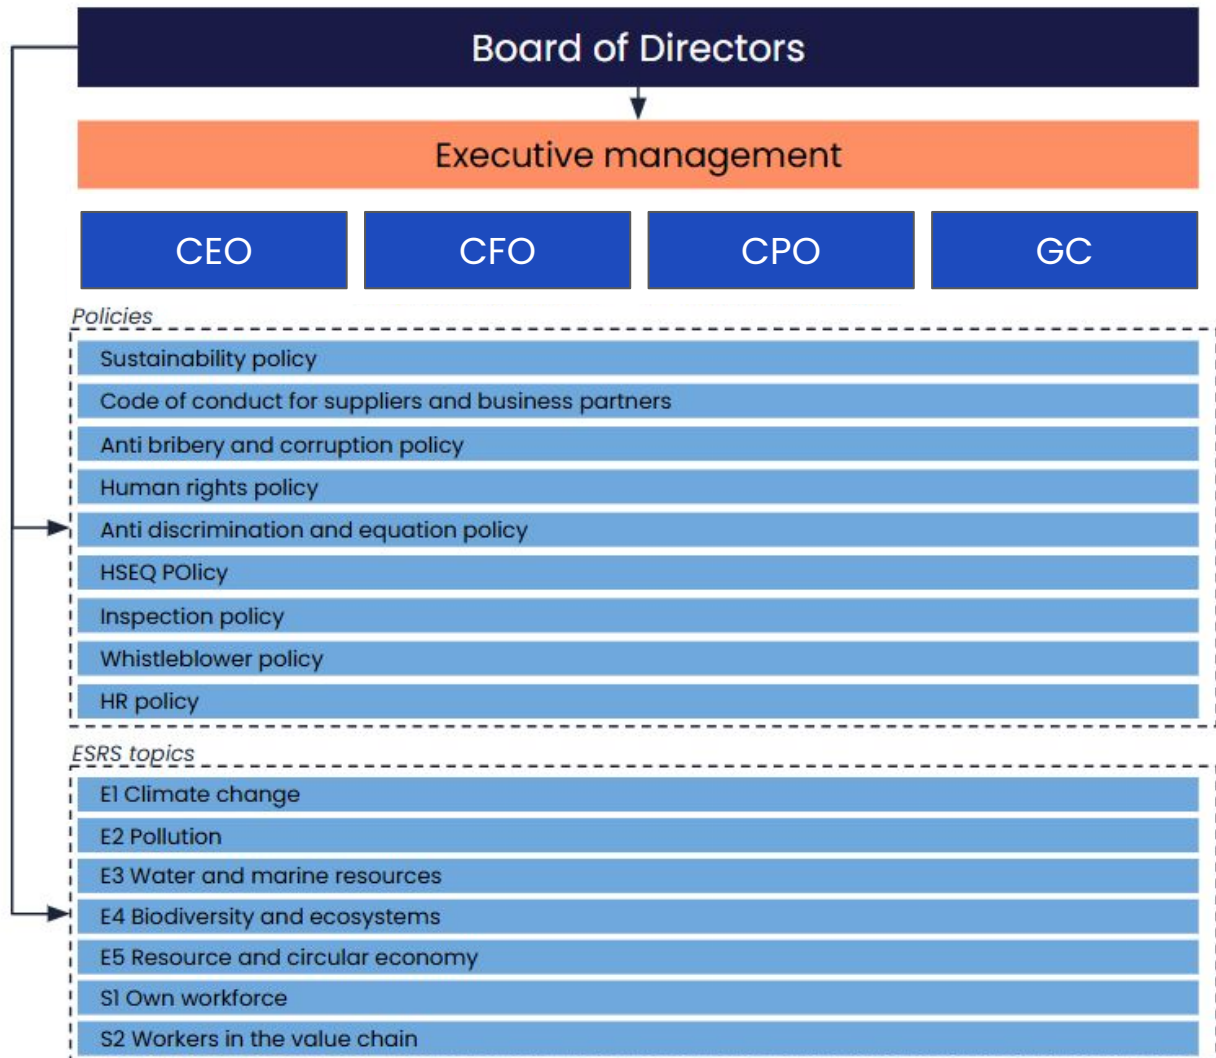 Board of Directors
Executive management
CEO
CFO
CPO
GC
Policies
Sustainability policy
Code of conduct for suppliers and business partners
Anti bribery and corruption policy
Human rights policy
Anti discrimination and equation policy
HSEQ POlicy
Inspection policy
Whistleblower policy
HR policy
ESRS topics
E1 Climate change
E2 Pollution
E3 Water and marine resources
E4 Biodiversity and ecosystems
E5 Resource and circular economy
S1 Own workforce
S2 Workers in the value chain